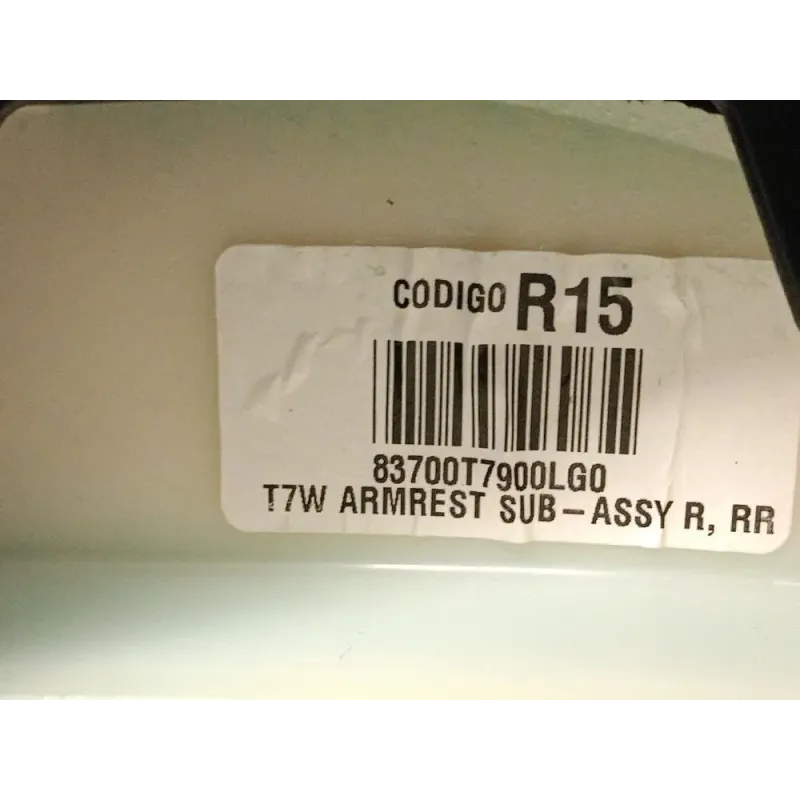 CODIGO R15
83700T7900LG0
T7W ARMREST SUB-ASSY R, RR